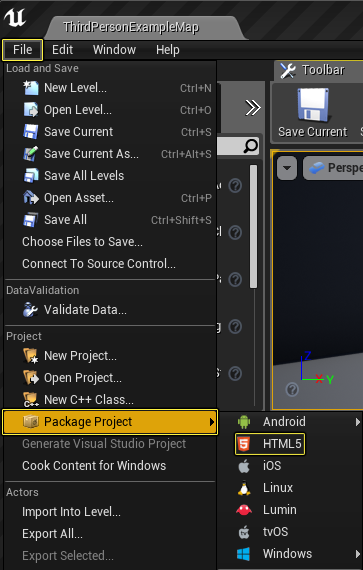 ThirdPersonExampleMap
File Edit Window Help
Load and Save
New Level... Ctrl+N
Open Level... Ctrl+O
Save Current Ctrl+S
Save Current As... Ctrl+Alt+S
Save All Levels
Open Asset... Ctrl+P
Save All Ctrl+Shift+S
Choose Files to Save...
Connect To Source Control...
DataValidation
Validate Data...
Project
New Project...
Open Project...
New C++ Class...
Package Project
Generate Visual Studio Project
Cook Content for Windows
Actors
Import Into Level...
Export All...
Export Selected...
Toolbar
Save Current
Perspe
Z
X Y
Android
HTML5
iOS
Linux
Lumin
tvOS
Windows